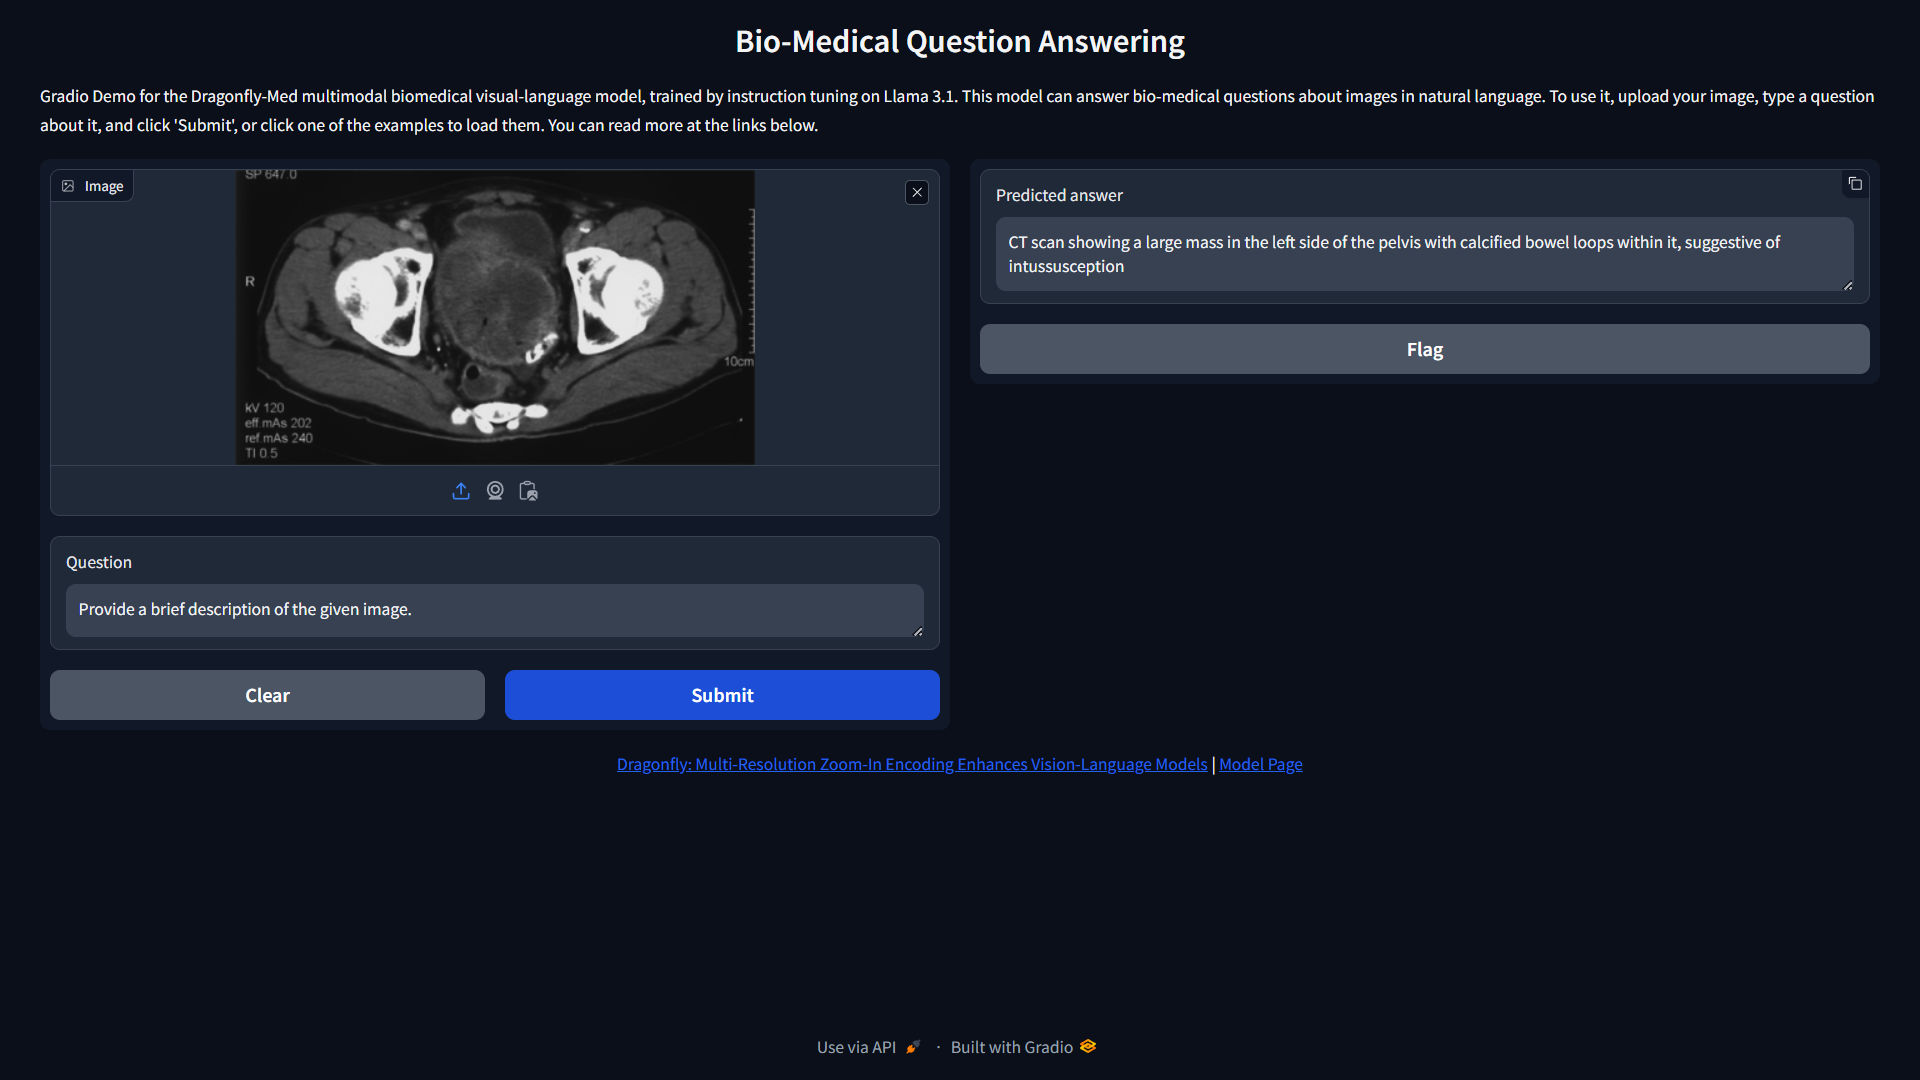 Bio-Medical Question Answering
Gradio Demo for the Dragonfly-Med multimodal biomedical visual-language model, trained by instruction tuning on Llama 3.1. This model can answer bio-medical questions about images in natural language. To use it, upload your image, type a question
about it, and click 'Submit', or click one of the examples to load them. You can read more at the links below.
Image
SP 647.0
R
10cm
kV 120
eff.mAs 202
ref.mAs 240
TI 0.5
Question
Provide a brief description of the given image.
Clear
Submit
Predicted answer
CT scan showing a large mass in the left side of the pelvis with calcified bowel loops within it, suggestive of
intussusception
Flag
Dragonfly: Multi-Resolution Zoom-In Encoding Enhances Vision-Language Models | Model Page
Use via API · Built with Gradio